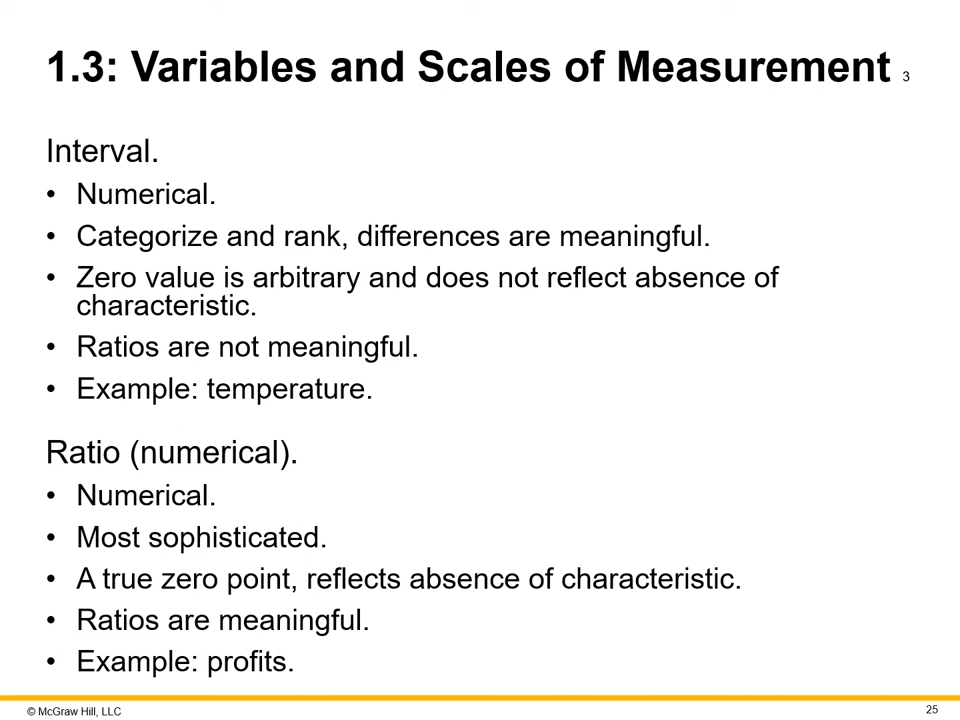 1.3: Variables and Scales of Measurement 3
Interval.
• Numerical.
• Categorize and rank, differences are meaningful.
• Zero value is arbitrary and does not reflect absence of
characteristic.
• Ratios are not meaningful.
• Example: temperature.
Ratio (numerical).
• Numerical.
• Most sophisticated.
• A true zero point, reflects absence of characteristic.
• Ratios are meaningful.
• Example: profits.
© McGraw Hill, LLC
25